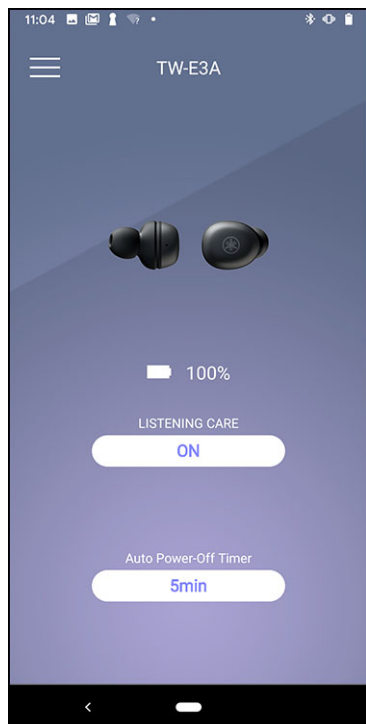 11:04
TW-E3A
100%
LISTENING CARE
ON
Auto Power-Off Timer
5min